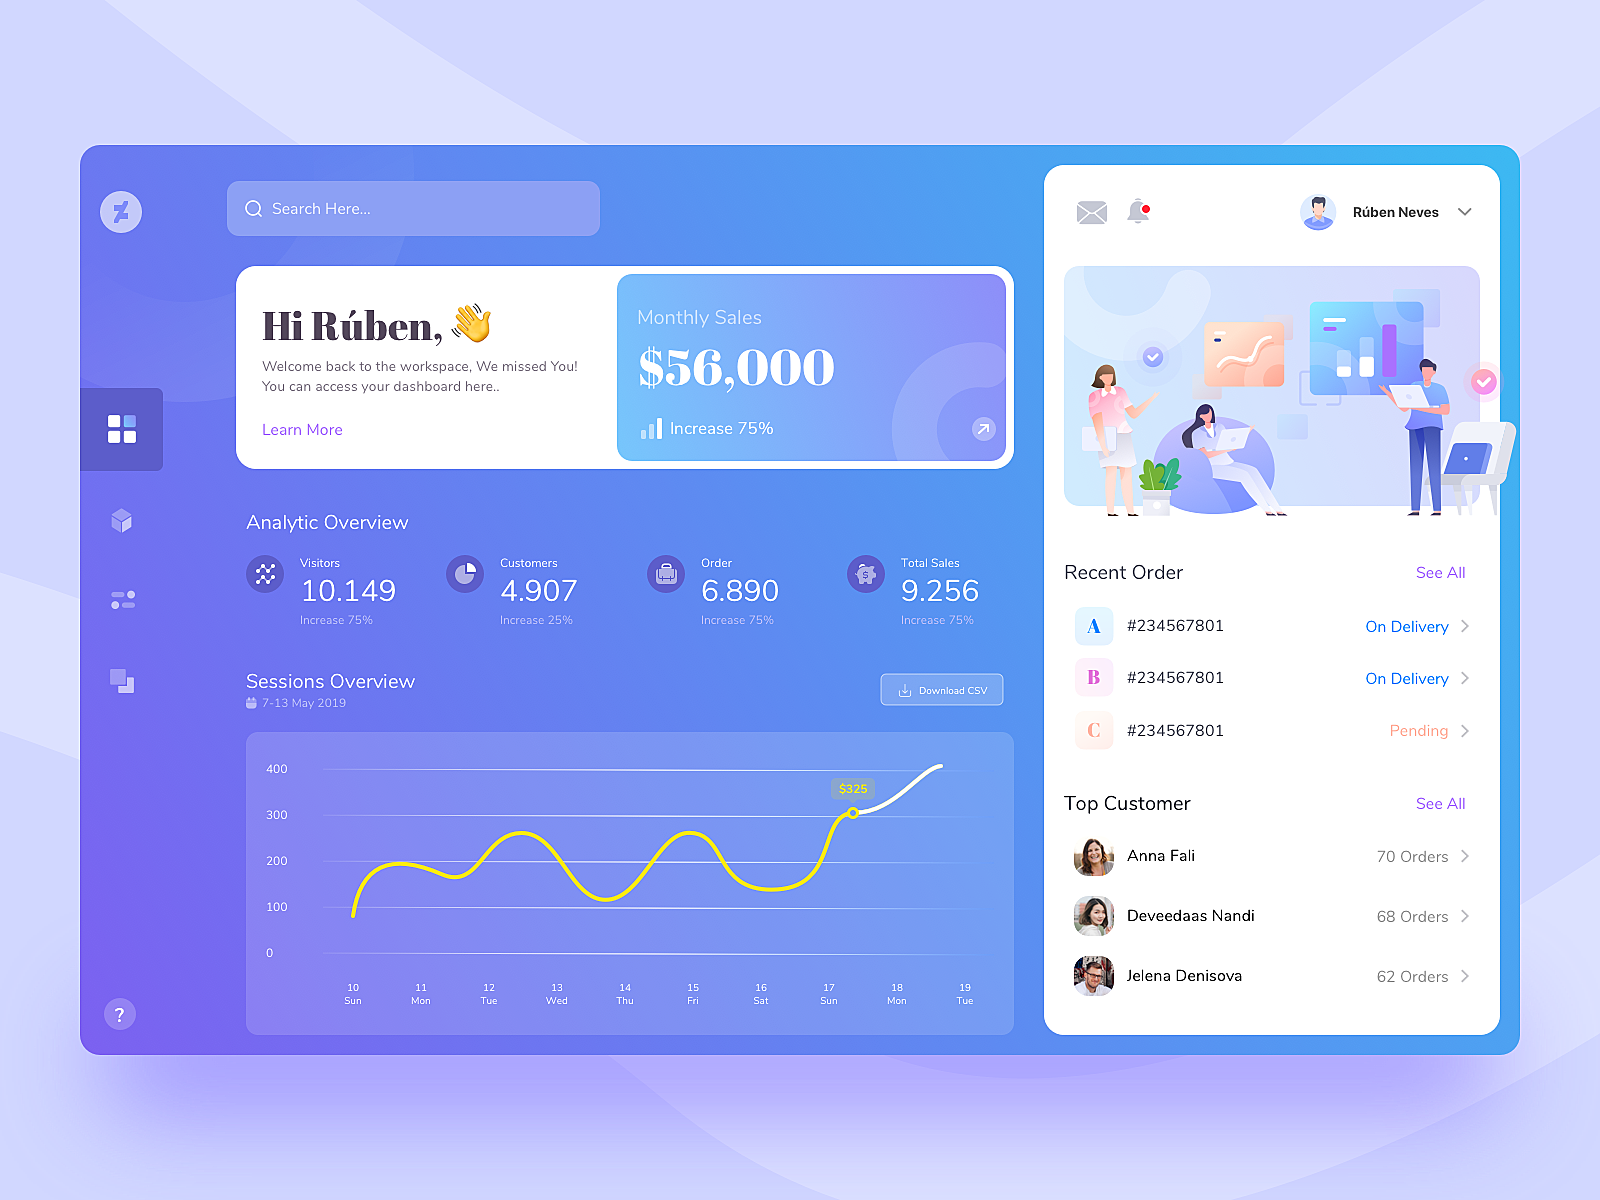 Search Here...
Rúben Neves
Hi Rúben, 👋
Welcome back to the workspace, We missed You!
You can access your dashboard here..
Learn More
Monthly Sales
$56,000
Increase 75%
Analytic Overview
Visitors
10.149
Increase 75%
Customers
4.907
Increase 25%
Order
6.890
Increase 75%
Total Sales
9.256
Increase 75%
Sessions Overview
7-13 May 2019
Download CSV
400
300
200
100
0
$325
10 11 12 13 14 15 16 17 18 19
Sun Mon Tue Wed Thu Fri Sat Sun Mon Tue
?
Recent Order See All
A #234567801 On Delivery
B #234567801 On Delivery
C #234567801 Pending
Top Customer See All
Anna Fali 70 Orders
Deveedaas Nandi 68 Orders
Jelena Denisova 62 Orders